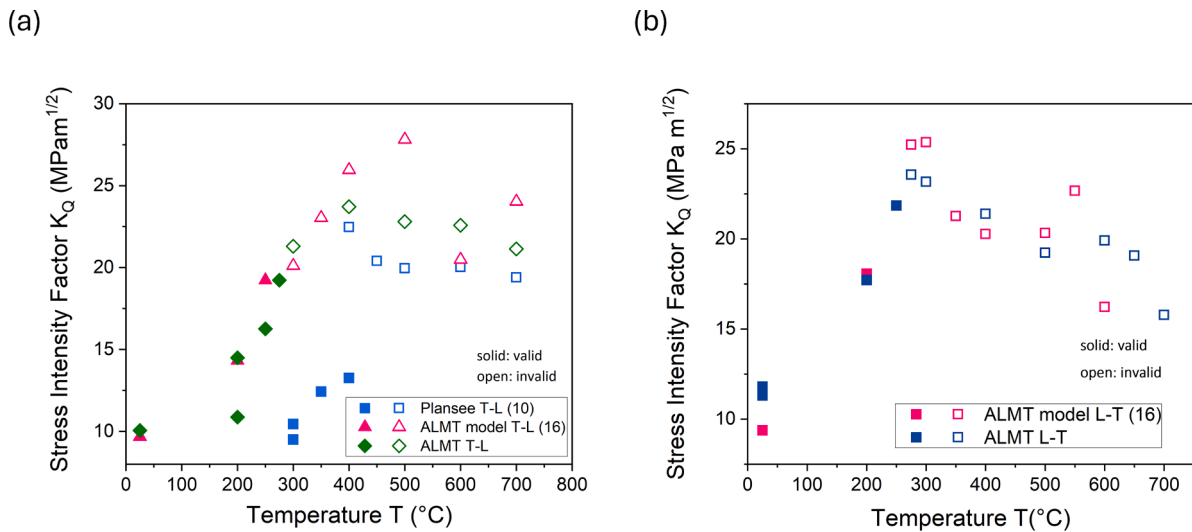 (a)
(b)
Stress Intensity Factor K_Q (MPam^1/2)
30
25
20
15
10
0 100 200 300 400 500 600 700 800
Temperature T (°C)
solid: valid
open: invalid
Plansee T-L (10)
ALMT model T-L (16)
ALMT T-L
Stress Intensity Factor K_Q (MPa m^1/2)
25
20
15
10
0 100 200 300 400 500 600 700
Temperature T(°C)
solid: valid
open: invalid
ALMT model L-T (16)
ALMT L-T